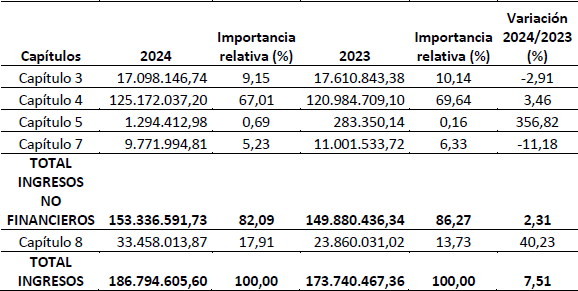 Variación
Importancia Importancia 2024/2023
Capítulos 2024 relativa (%) 2023 relativa (%) (%)
Capítulo 3 17.098.146,74 9,15 17.610.843,38 10,14 -2,91
Capítulo 4 125.172.037,20 67,01 120.984.709,10 69,64 3,46
Capítulo 5 1.294.412,98 0,69 283.350,14 0,16 356,82
Capítulo 7 9.771.994,81 5,23 11.001.533,72 6,33 -11,18
TOTAL
INGRESOS
NO
FINANCIEROS 153.336.591,73 82,09 149.880.436,34 86,27 2,31
Capítulo 8 33.458.013,87 17,91 23.860.031,02 13,73 40,23
TOTAL
INGRESOS 186.794.605,60 100,00 173.740.467,36 100,00 7,51